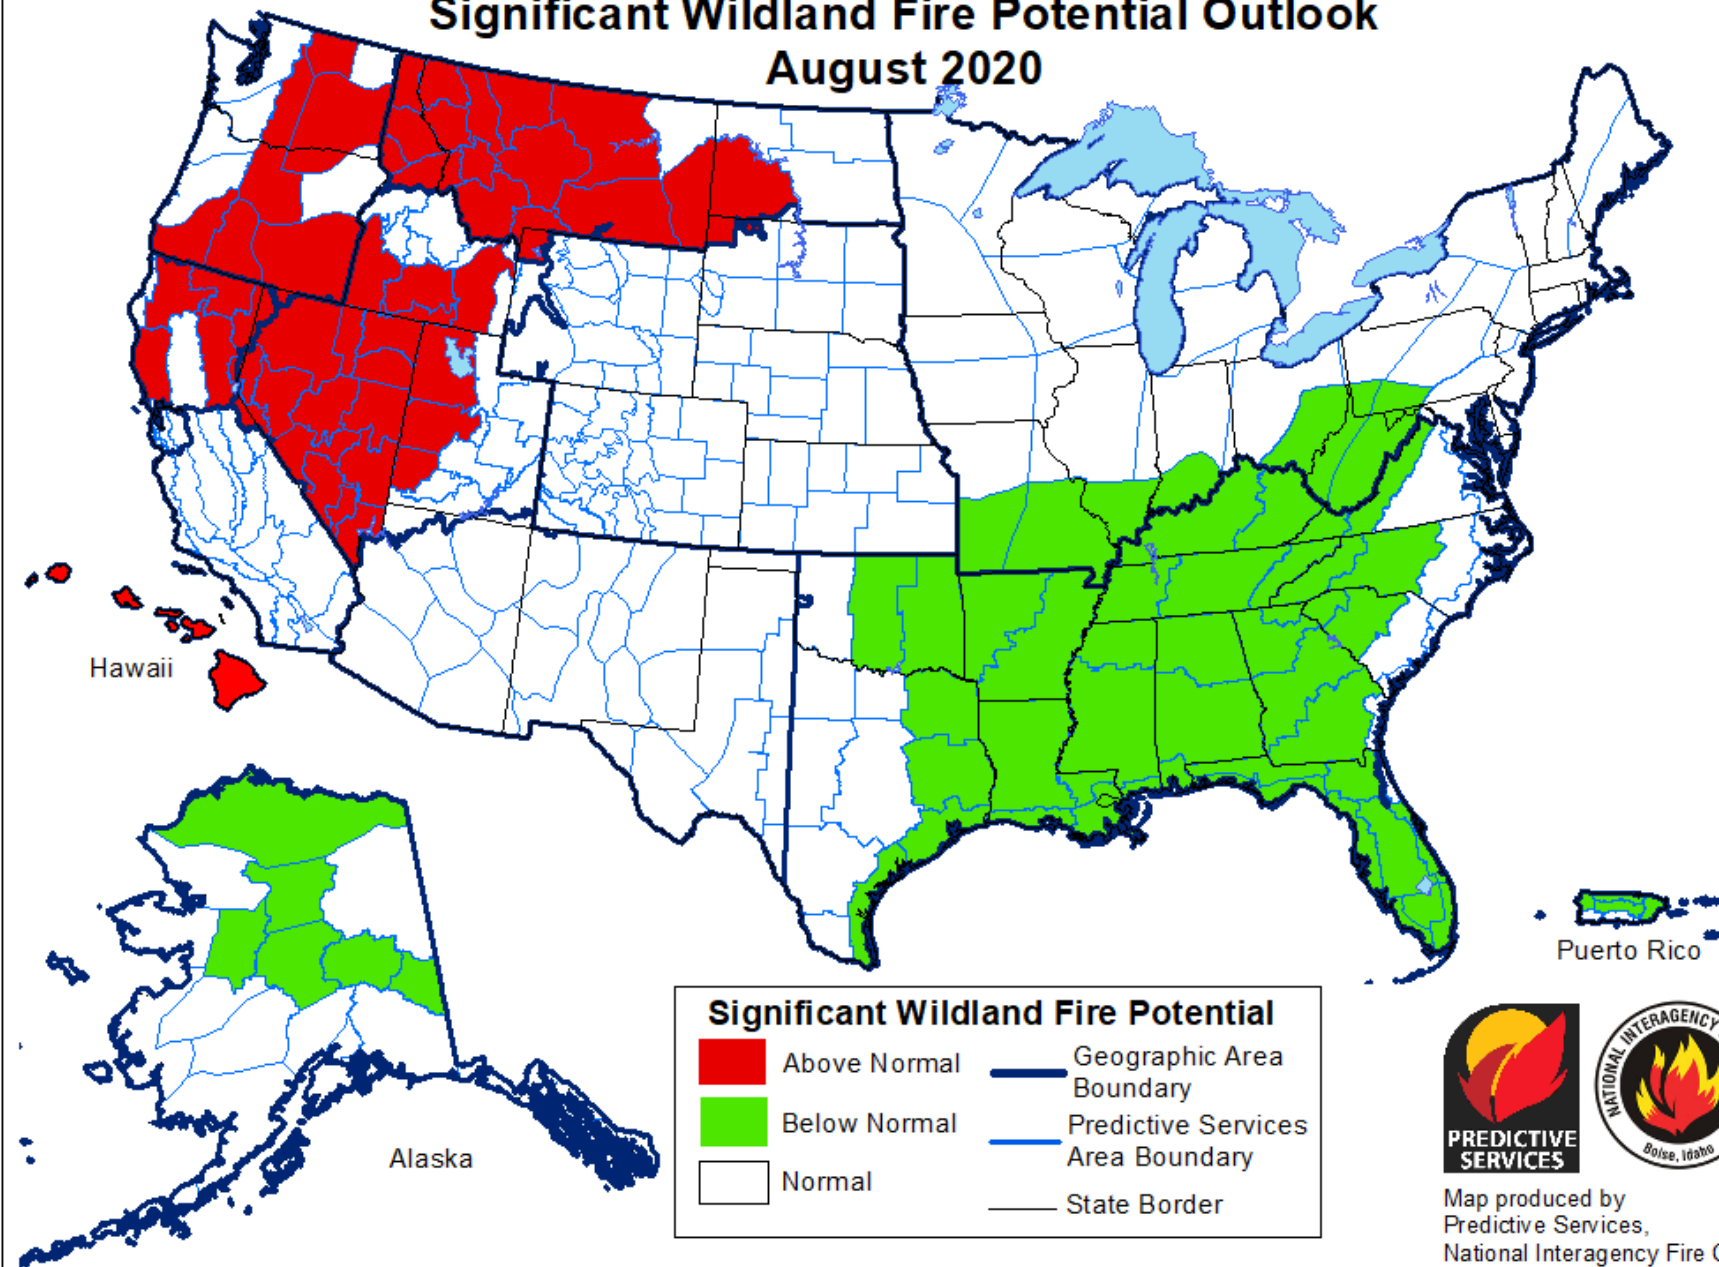 Significant Wildland Fire Potential Outlook
August 2020
Hawaii
Alaska
Puerto Rico
Significant Wildland Fire Potential
Above Normal
Below Normal
Normal
Geographic Area
Boundary
Predictive Services
Area Boundary
State Border
PREDICTIVE
SERVICES
NATIONAL INTERAGENCY
Boise, Idaho
Map produced by
Predictive Services,
National Interagency Fire